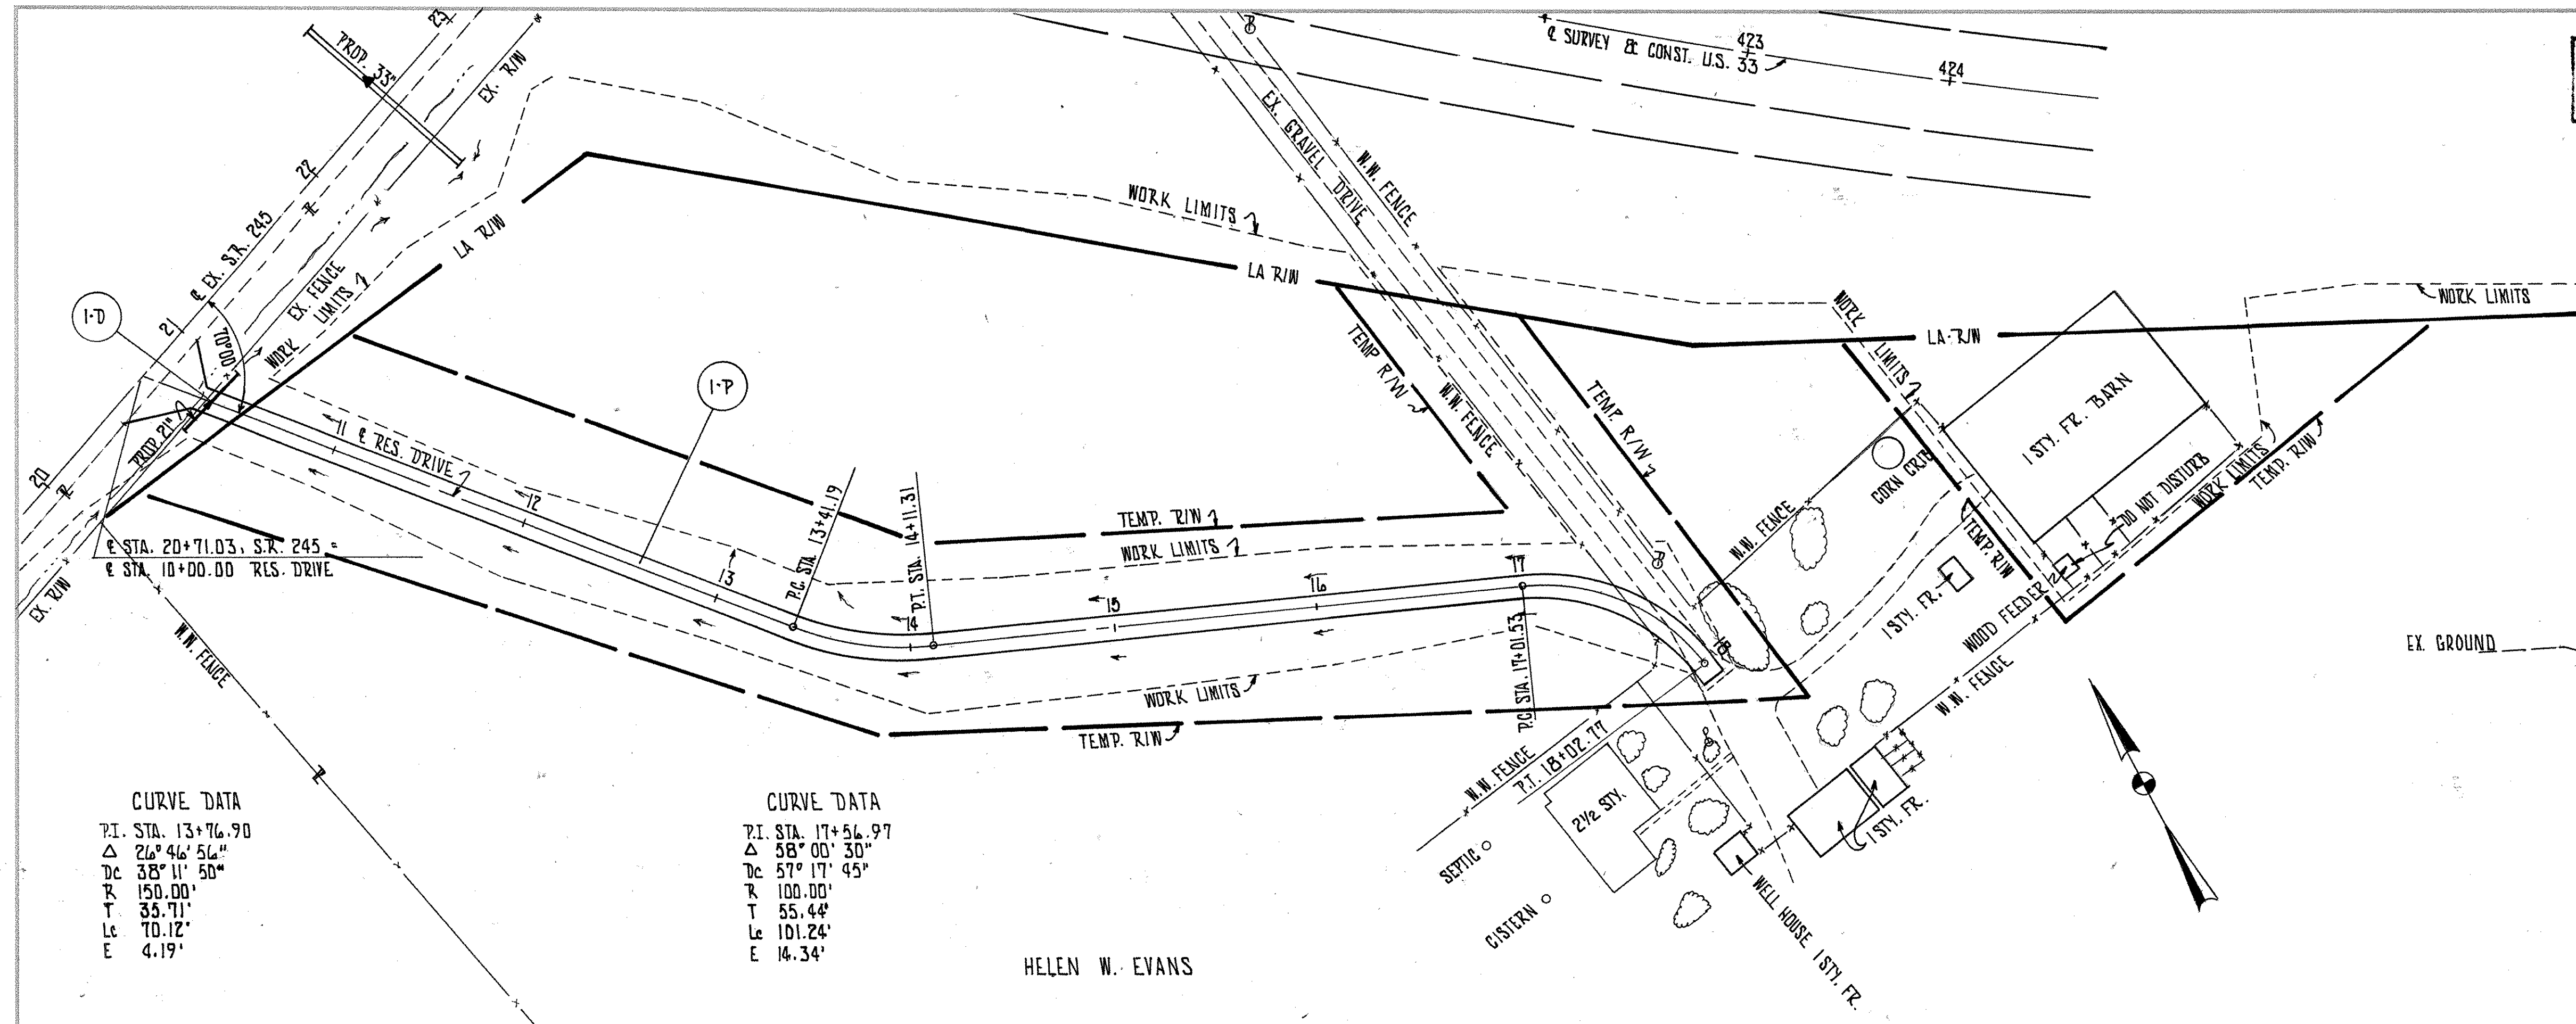 23
PROP. 33"
EX. R/W
22
℄ EX. S.R. 245
EX. FENCE
WORK LIMITS
LA R/W
21
70°00'
1-D
PROP. 21"
20
℄ STA. 20+71.03, S.R. 245 =
℄ STA. 10+00.00 RES. DRIVE
EX. R/W
W.W. FENCE
11
℄ RES. DRIVE
12
13
1-P
P.C. STA. 13+41.19
14
P.T. STA. 14+11.31
15
16
17
18
P.C. STA. 17+01.53
P.T. 18+02.77
WORK LIMITS
LA R/W
TEMP. R/W
WORK LIMITS
WORK LIMITS
TEMP. R/W
EX. GRAVEL DRIVE
W.W. FENCE
TEMP R/W
W.W. FENCE
TEMP. R/W
℄ SURVEY & CONST. U.S. 33
423
424
WORK LIMITS
LA R/W
WORK LIMITS
1 STY. FR. BARN
CORN CRIB
W.W. FENCE
TEMP. R/W
1 STY. FR.
WOOD FEEDER
DO NOT DISTURB
WORK LIMITS
TEMP. R/W
W.W. FENCE
EX. GROUND
W.W. FENCE
2½ STY.
SEPTIC
CISTERN
1 STY. FR.
WELL HOUSE 1 STY. FR.
CURVE DATA
P.I. STA. 13+76.90
Δ 26° 46' 56"
Dc 38° 11' 50"
R 150.00'
T 35.71'
Lc 70.12'
E 4.19'
CURVE DATA
P.I. STA. 17+56.97
Δ 58° 00' 30"
Dc 57° 17' 45"
R 100.00'
T 55.44'
Lc 101.24'
E 14.34'
HELEN W. EVANS